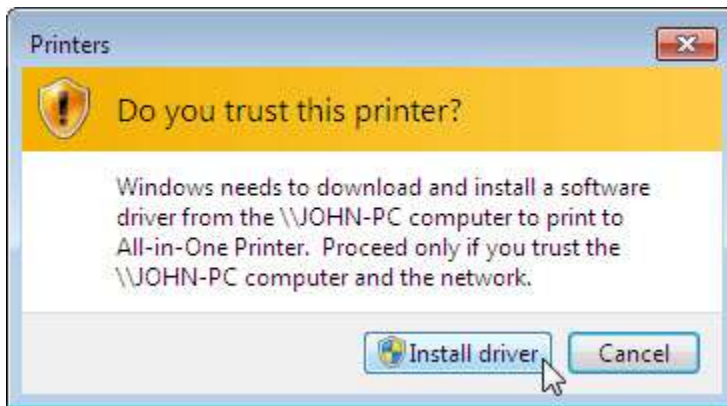 Printers
Do you trust this printer?
Windows needs to download and install a software
driver from the \\JOHN-PC computer to print to
All-in-One Printer.  Proceed only if you trust the
\\JOHN-PC computer and the network.
Install driver
Cancel